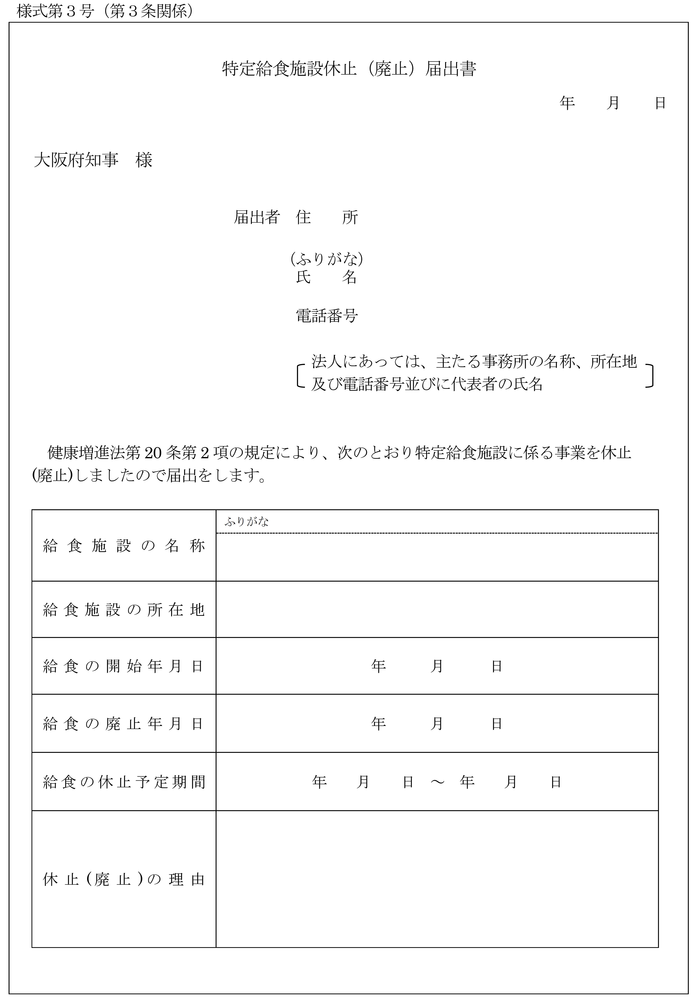 様式第３号（第３条関係）
特定給食施設休止（廃止）届出書
年　　月　　日
大阪府知事　様
届出者　住　　所
（ふりがな）
氏　　名
電話番号
法人にあっては、主たる事務所の名称、所在地
及び電話番号並びに代表者の氏名
健康増進法第 20 条第 2 項の規定により、次のとおり特定給食施設に係る事業を休止
(廃止)しましたので届出をします。
ふりがな
給食施設の名称
給食施設の所在地
給食の開始年月日　年　　月　　日
給食の廃止年月日　年　　月　　日
給食の休止予定期間　年　　月　　日　～　年　　月　　日
休止(廃止)の理由